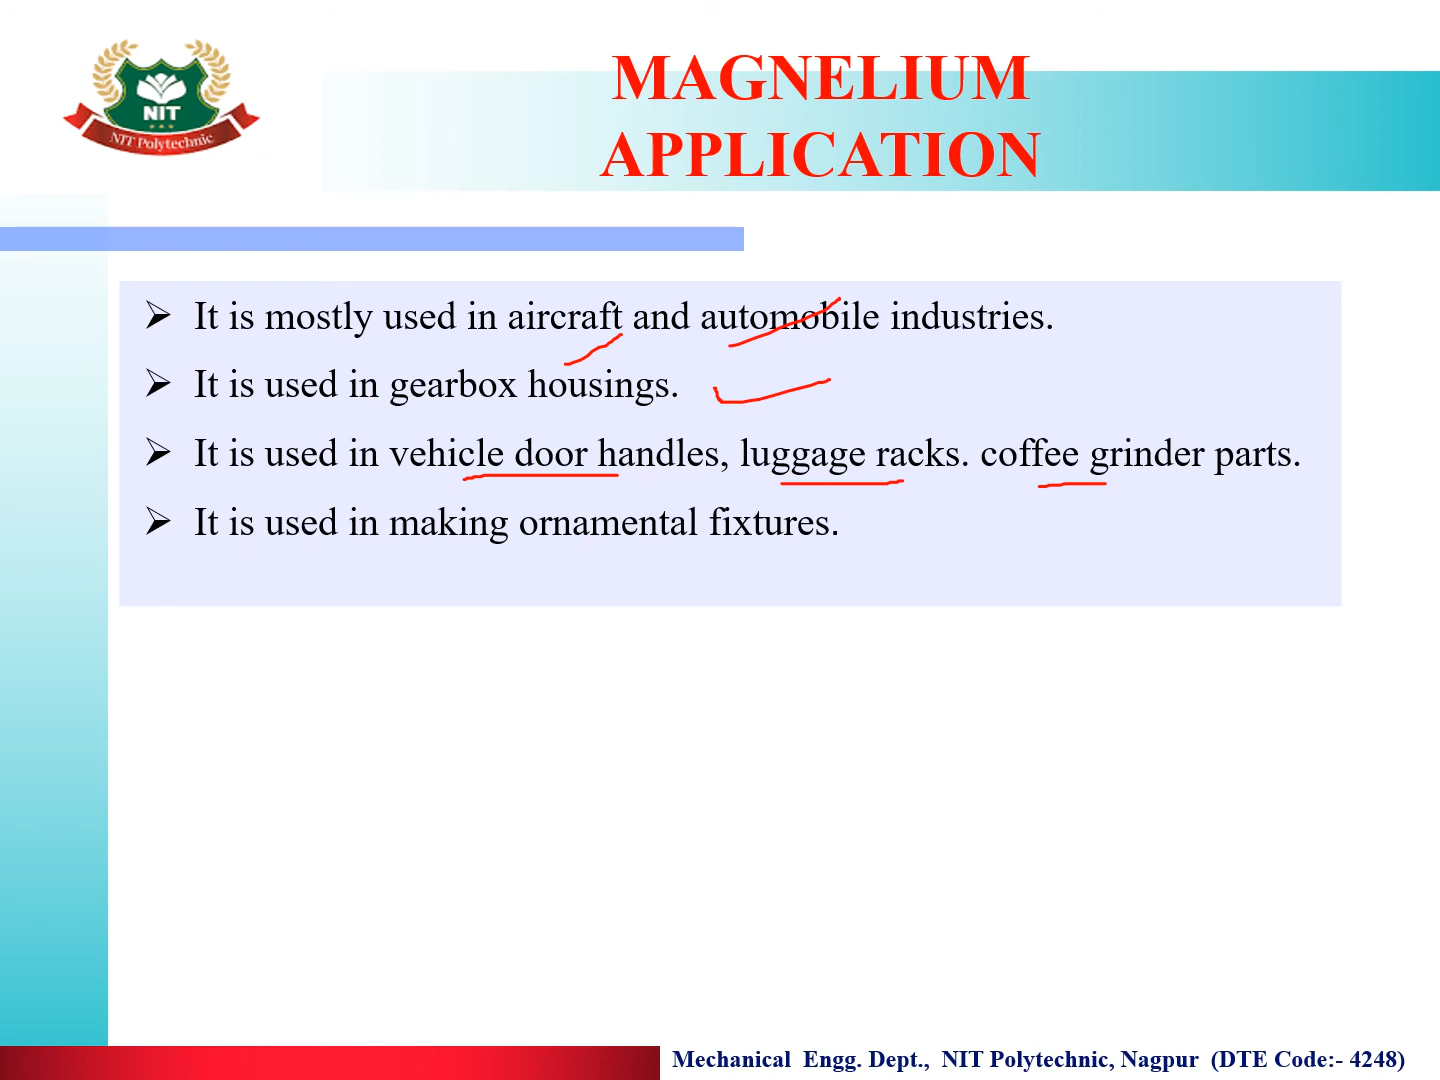 NIT
NIT Polytechnic
MAGNELIUM
APPLICATION
➢ It is mostly used in aircraft and automobile industries.
➢ It is used in gearbox housings.
➢ It is used in vehicle door handles, luggage racks. coffee grinder parts.
➢ It is used in making ornamental fixtures.
Mechanical Engg. Dept., NIT Polytechnic, Nagpur (DTE Code:- 4248)